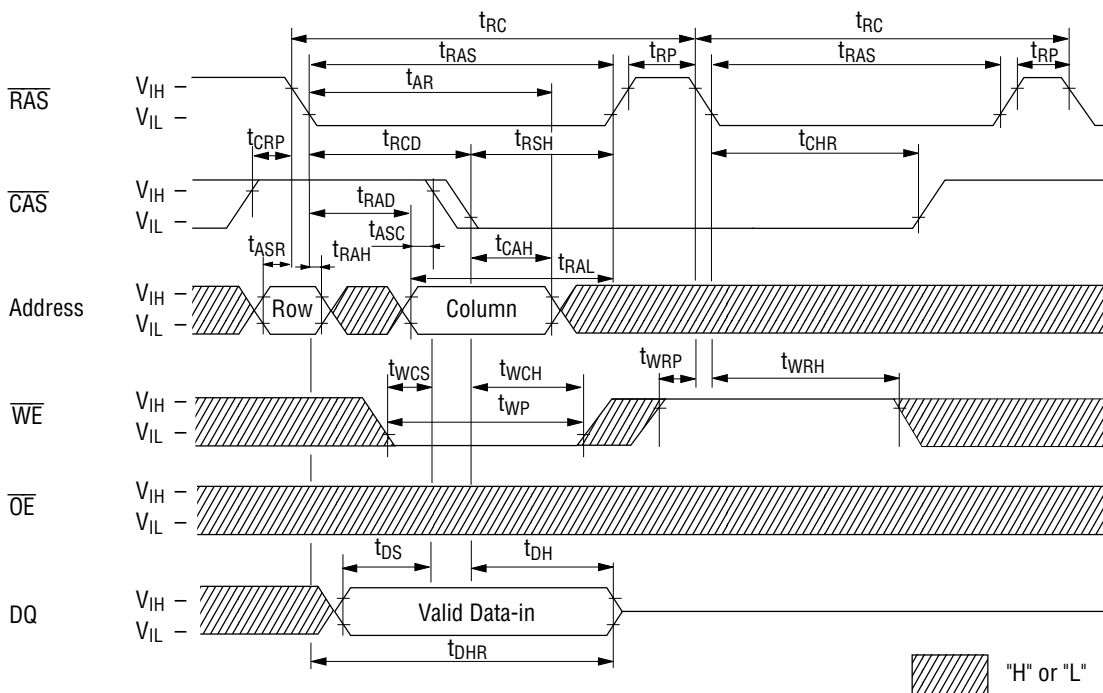 tRC tRC
tRAS tRP tRAS tRP
tAR
RAS VIH –
VIL –
tCRP tRCD tRSH tCHR
CAS VIH –
VIL –
tRAD
tASC
tASR tRAH tCAH
tRAL
Address VIH –
VIL –
Row Column
tWCS tWCH tWRP tWRH
tWP
WE VIH –
VIL –
OE VIH –
VIL –
tDS tDH
DQ VIH –
VIL –
Valid Data-in
tDHR
"H" or "L"